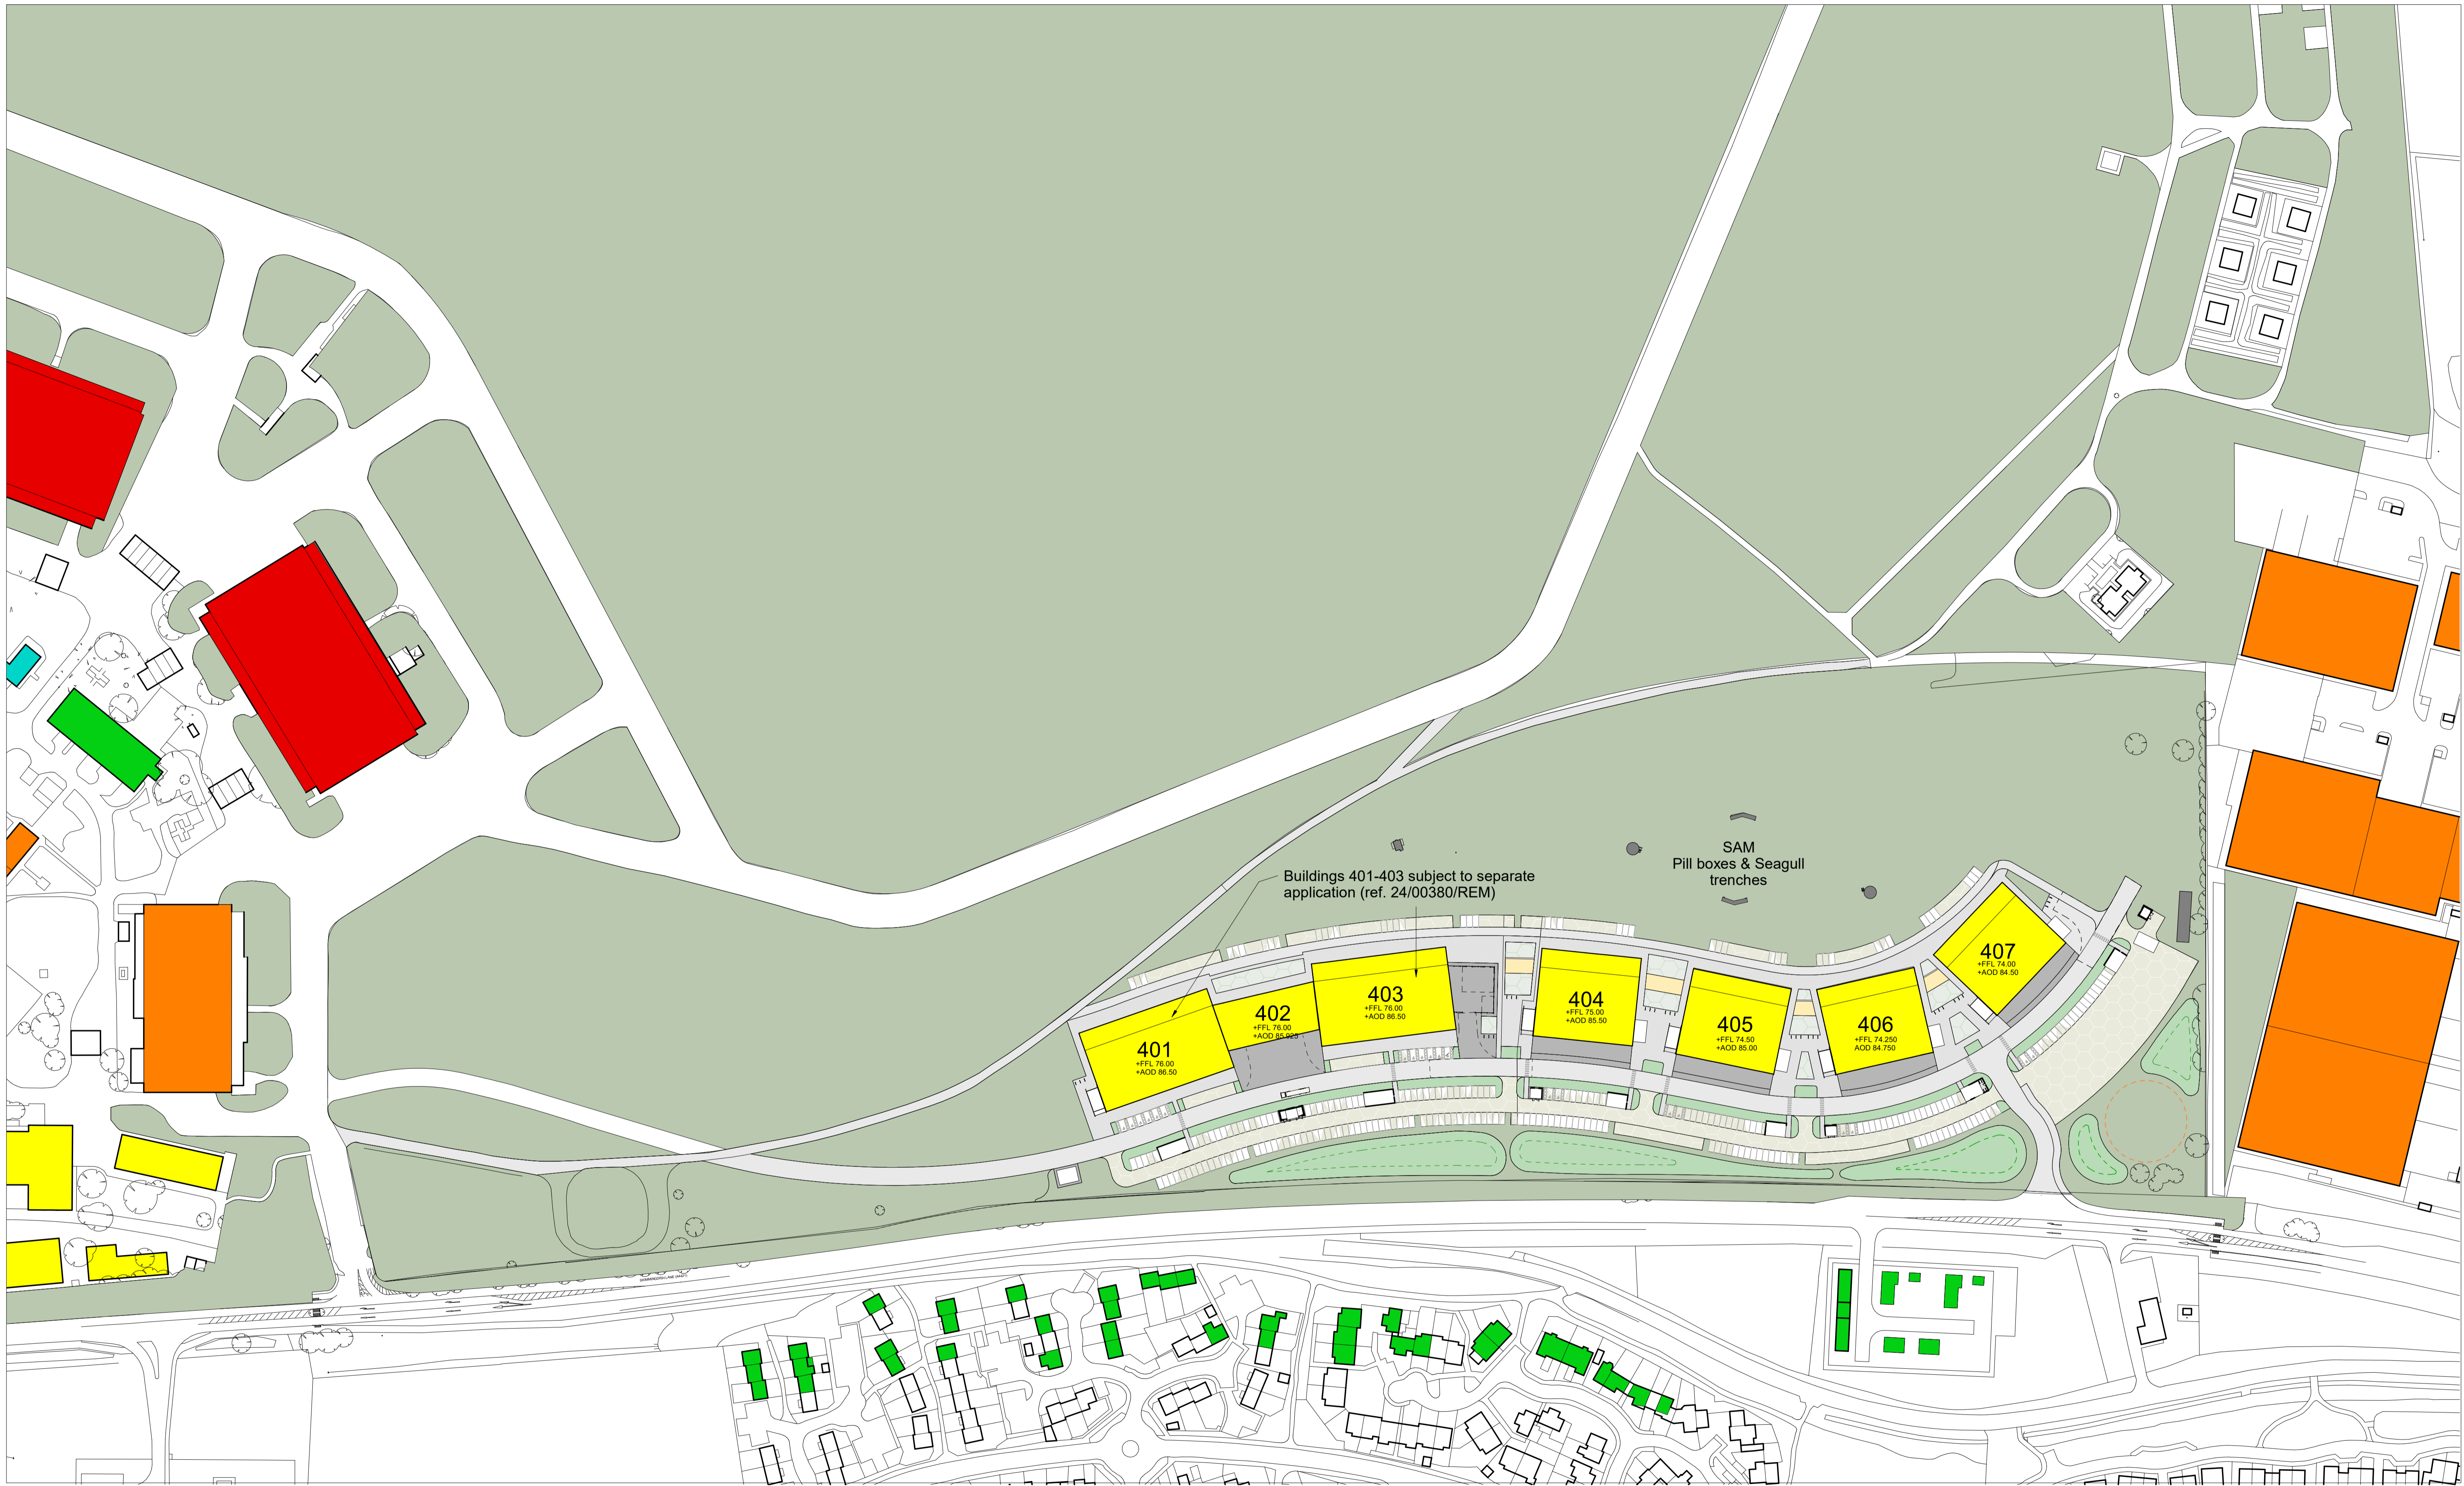 SAM
Pill boxes & Seagull
trenches
Buildings 401-403 subject to separate
application (ref. 24/00380/REM)
401
+FFL 76.00
+AOD 86.50
402
+FFL 76.00
+AOD 85.925
403
+FFL 76.00
+AOD 86.50
404
+FFL 75.00
+AOD 85.50
405
+FFL 74.50
+AOD 85.00
406
+FFL 74.250
AOD 84.750
407
+FFL 74.00
+AOD 84.50